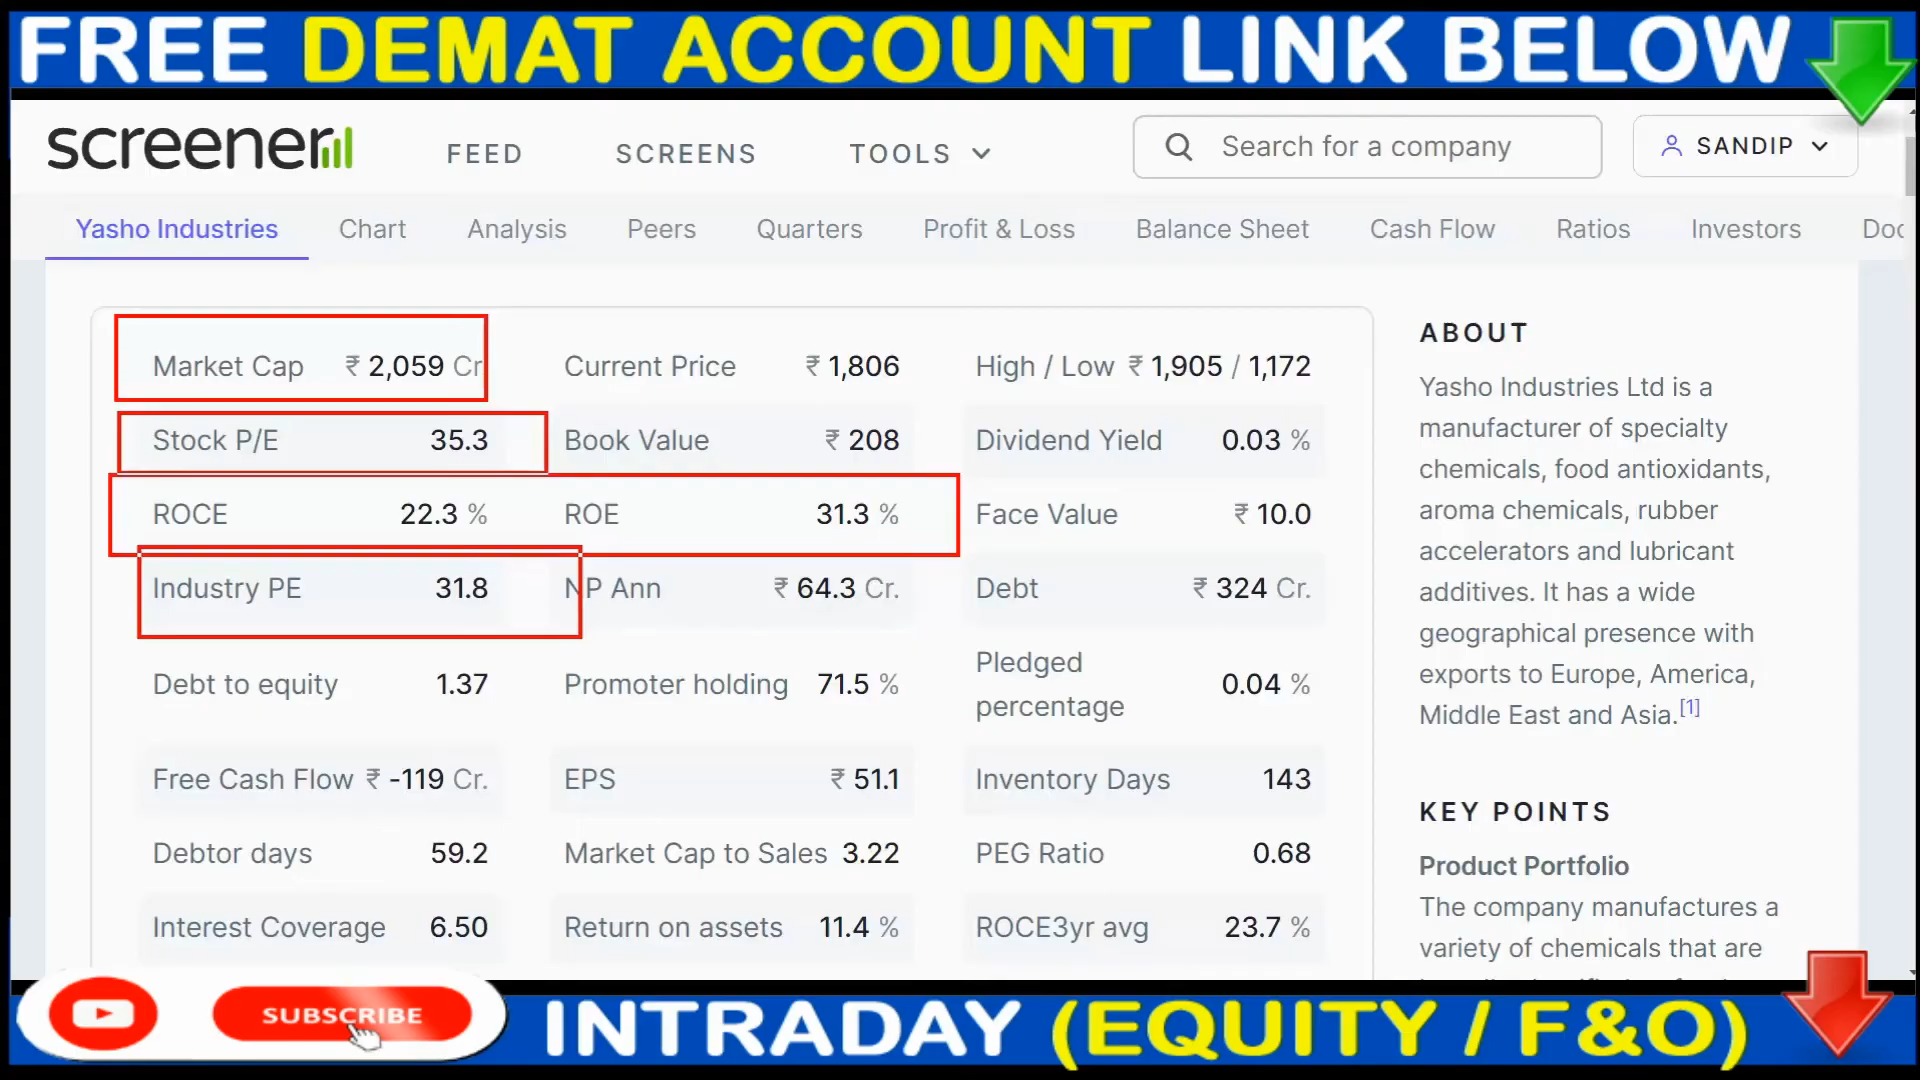 FREE DEMAT ACCOUNT LINK BELOW
screener
FEED
SCREENS
TOOLS
Search for a company
SANDIP
Yasho Industries
Chart
Analysis
Peers
Quarters
Profit & Loss
Balance Sheet
Cash Flow
Ratios
Investors
Doc
Market Cap ₹ 2,059 Cr
Current Price ₹ 1,806
High / Low ₹ 1,905 / 1,172
Stock P/E 35.3
Book Value ₹ 208
Dividend Yield 0.03 %
ROCE 22.3 %
ROE 31.3 %
Face Value ₹ 10.0
Industry PE 31.8
NP Ann ₹ 64.3 Cr.
Debt ₹ 324 Cr.
Debt to equity 1.37
Promoter holding 71.5 %
Pledged
percentage 0.04 %
Free Cash Flow ₹ -119 Cr.
EPS ₹ 51.1
Inventory Days 143
Debtor days 59.2
Market Cap to Sales 3.22
PEG Ratio 0.68
Interest Coverage 6.50
Return on assets 11.4 %
ROCE3yr avg 23.7 %
ABOUT
Yasho Industries Ltd is a
manufacturer of specialty
chemicals, food antioxidants,
aroma chemicals, rubber
accelerators and lubricant
additives. It has a wide
geographical presence with
exports to Europe, America,
Middle East and Asia.[1]
KEY POINTS
Product Portfolio
The company manufactures a
variety of chemicals that are
SUBSCRIBE
INTRADAY (EQUITY / F&O)